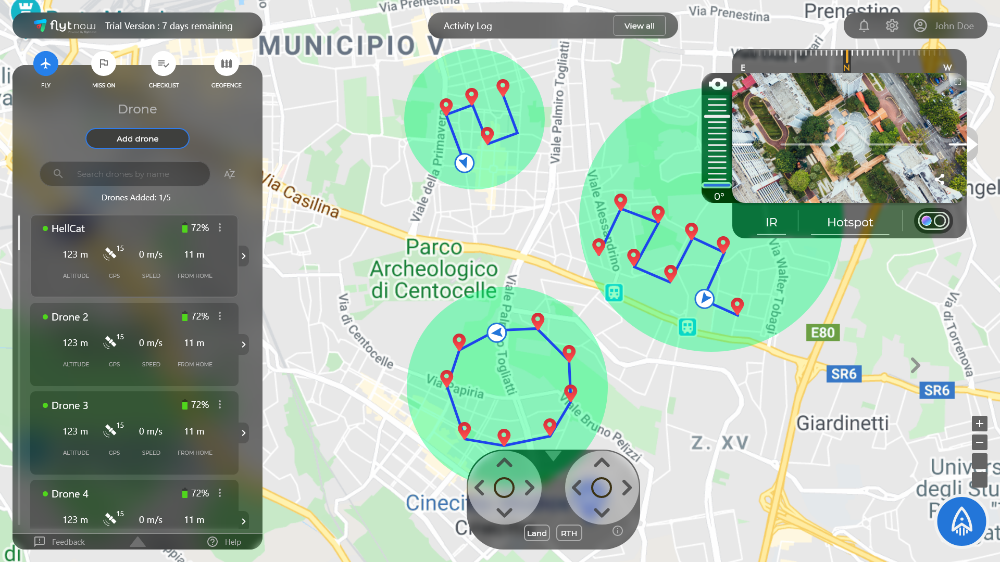 Via Prenestina
Via Prenestina
Prenestino
flytnow
Trial Version : 7 days remaining
Activity Log
View all
John Doe
MUNICIPIO V
E
N
W
FLY
MISSION
CHECKLIST
GEOFENCE
Drone
Add drone
Search drones by name
AZ
Drones Added: 1/5
HellCat
72%
123 m
15
0 m/s
11 m
ALTITUDE
GPS
SPEED
FROM HOME
Drone 2
72%
123 m
15
0 m/s
11 m
ALTITUDE
GPS
SPEED
FROM HOME
Drone 3
72%
123 m
15
0 m/s
11 m
ALTITUDE
GPS
SPEED
FROM HOME
Drone 4
72%
123 m
15
0 m/s
11 m
Feedback
Help
di
Via Casilina
Viale della Primavera
Viale Palmiro Togliatti
Viale Alessandrino
0°
IR
Hotspot
Parco
Archeologico
di Centocelle
Via di Centocelle
Viale Palmiro Togliatti
Via Papiria
Viale Bruno Pelizzi
Via Walter Tobagi
Via di Torrenova
E80
SR6
SR6
Giardinetti
Z. XV
Land
RTH